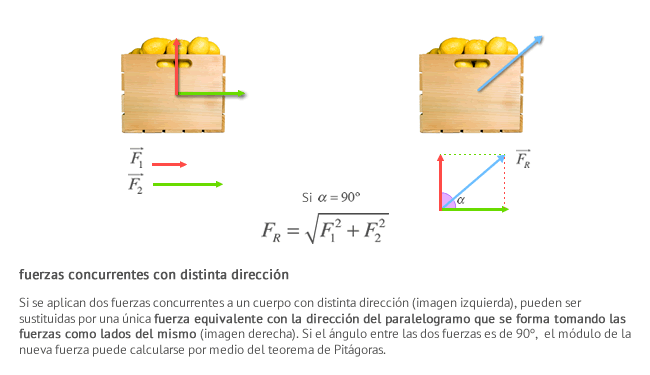 F₁
F₂
F_R
α
Si α = 90º
F_R = √(F₁² + F₂²)
fuerzas concurrentes con distinta dirección
Si se aplican dos fuerzas concurrentes a un cuerpo con distinta dirección (imagen izquierda), pueden ser
sustituidas por una única fuerza equivalente con la dirección del paralelogramo que se forma tomando las
fuerzas como lados del mismo (imagen derecha). Si el ángulo entre las dos fuerzas es de 90º, el módulo de la
nueva fuerza puede calcularse por medio del teorema de Pitágoras.